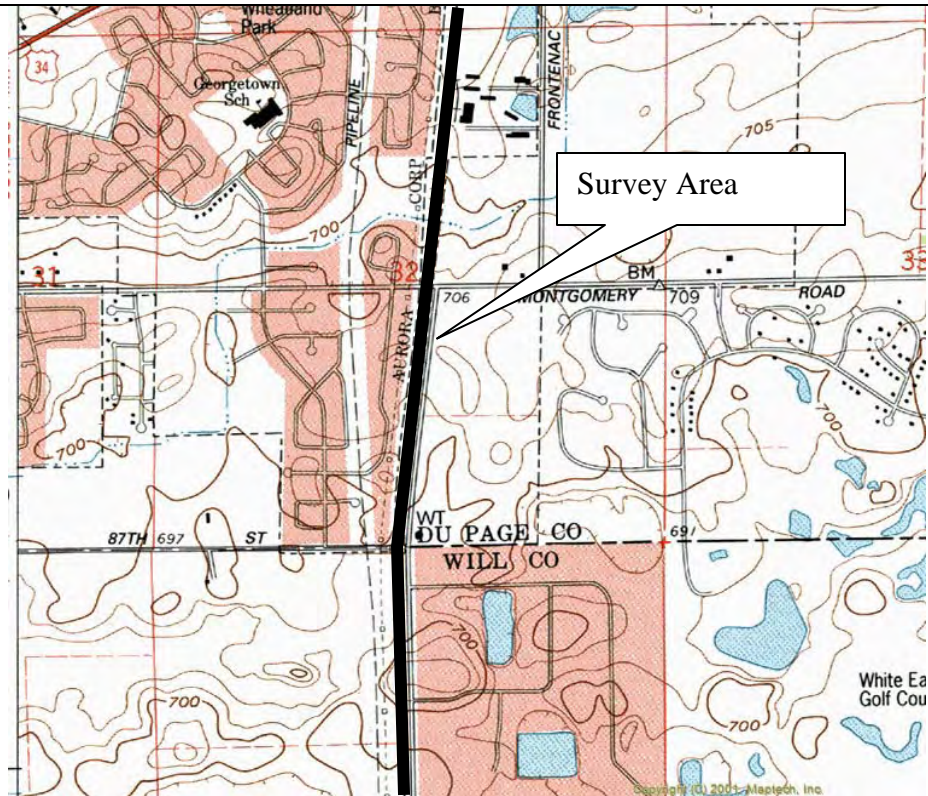 Wheatland
Park
34
Georgetown
Sch
PIPELINE
FRONTENAC
705
Survey Area
CORP
700
31
32
33
BM
706
MONTGOMERY
709
ROAD
AURORA
700
700
WT
DU PAGE CO
87TH
697
ST
691
WILL CO
700
700
700
White Ea
Golf Cou
Copyright (C) 2001, Maptech, Inc.